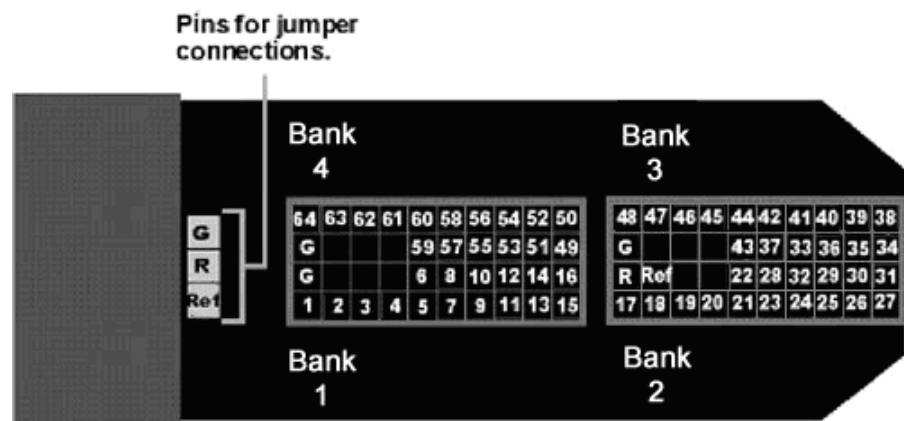 Pins for jumper
connections.
Bank
4
Bank
3
G
R
Ref
64 63 62 61 60 58 56 54 52 50
G 59 57 55 53 51 49
G 6 8 10 12 14 16
1 2 3 4 5 7 9 11 13 15
48 47 46 45 44 42 41 40 39 38
G 43 37 33 36 35 34
R Ref 22 28 32 29 30 31
17 18 19 20 21 23 24 25 26 27
Bank
1
Bank
2